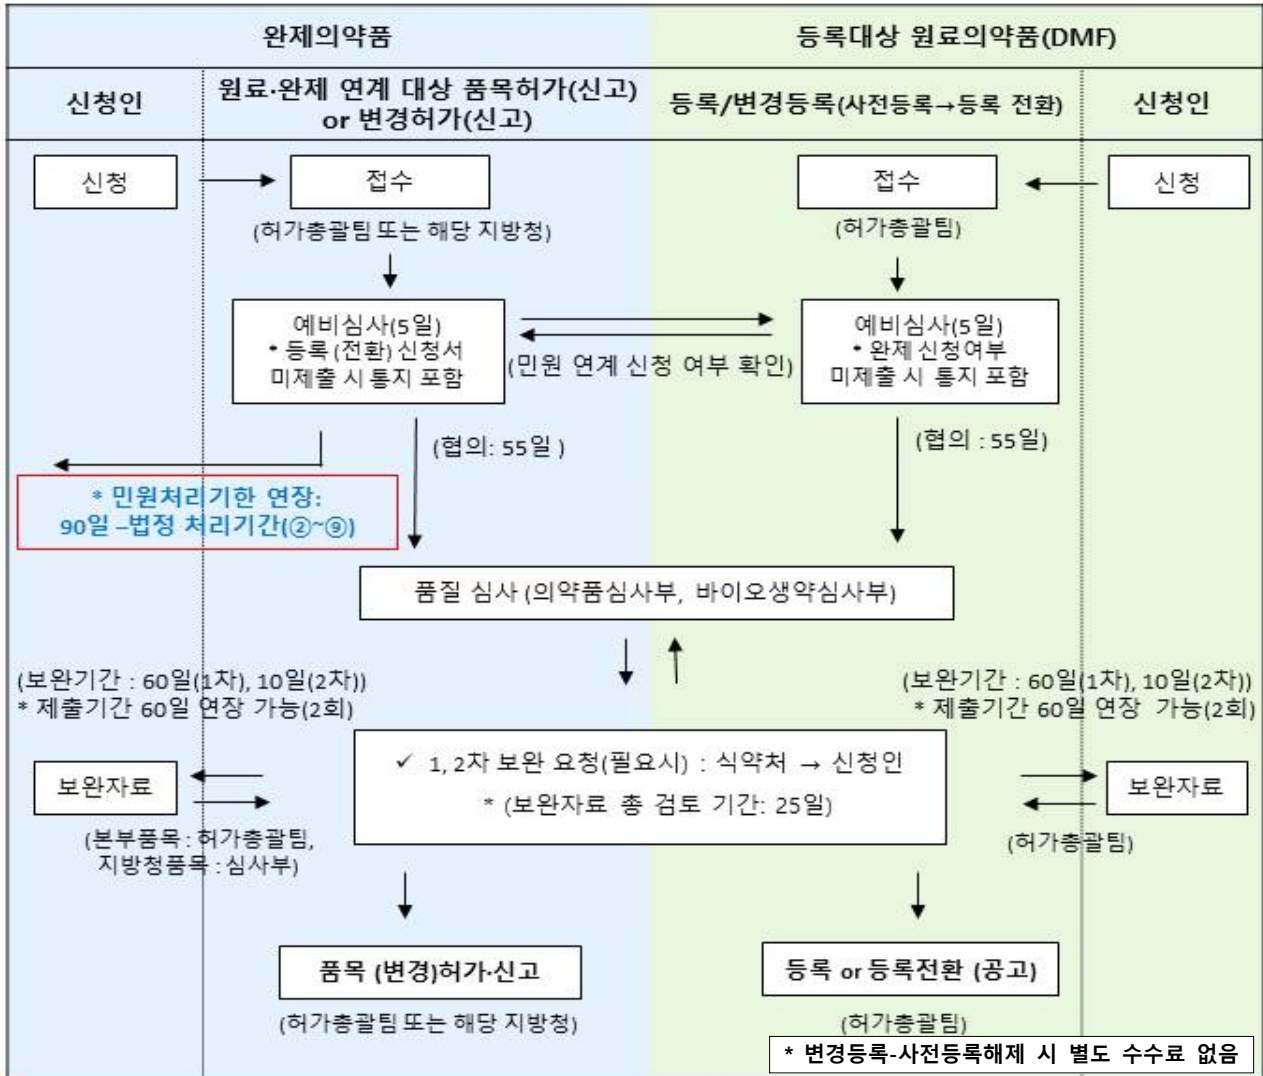 완제의약품
등록대상 원료의약품(DMF)
신청인
원료·완제 연계 대상 품목허가(신고)
or 변경허가(신고)
등록/변경등록(사전등록→등록 전환)
신청인
신청
접수
접수
신청
(허가총괄팀 또는 해당 지방청)
(허가총괄팀)
예비심사(5일)
* 등록 (전환) 신청서
미제출 시 통지 포함
(민원 연계 신청 여부 확인)
예비심사(5일)
* 완제 신청여부
미제출 시 통지 포함
(협의: 55일 )
(협의 : 55일)
* 민원처리기한 연장:
90일 –법정 처리기간(②~⑨)
품질 심사 (의약품심사부, 바이오생약심사부)
(보완기간 : 60일(1차), 10일(2차))
* 제출기간 60일 연장 가능(2회)
(보완기간 : 60일(1차), 10일(2차))
* 제출기간 60일 연장 가능(2회)
보완자료
✓ 1, 2차 보완 요청(필요시) : 식약처 → 신청인
* (보완자료 총 검토 기간: 25일)
보완자료
(본부품목 : 허가총괄팀,
지방청품목 : 심사부)
(허가총괄팀)
품목 (변경)허가·신고
등록 or 등록전환 (공고)
(허가총괄팀 또는 해당 지방청)
(허가총괄팀)
* 변경등록-사전등록해제 시 별도 수수료 없음